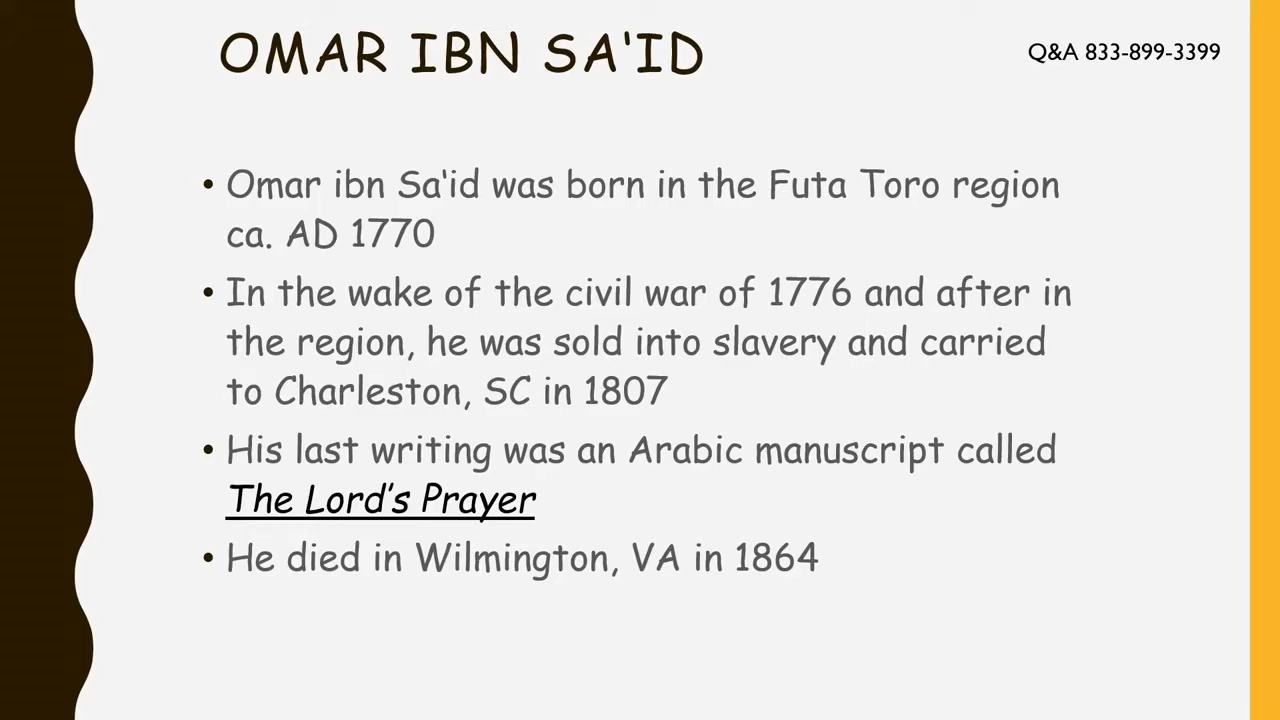 OMAR IBN SA'ID
Q&A 833-899-3399
• Omar ibn Sa'id was born in the Futa Toro region
ca. AD 1770
• In the wake of the civil war of 1776 and after in
the region, he was sold into slavery and carried
to Charleston, SC in 1807
• His last writing was an Arabic manuscript called
The Lord's Prayer
• He died in Wilmington, VA in 1864